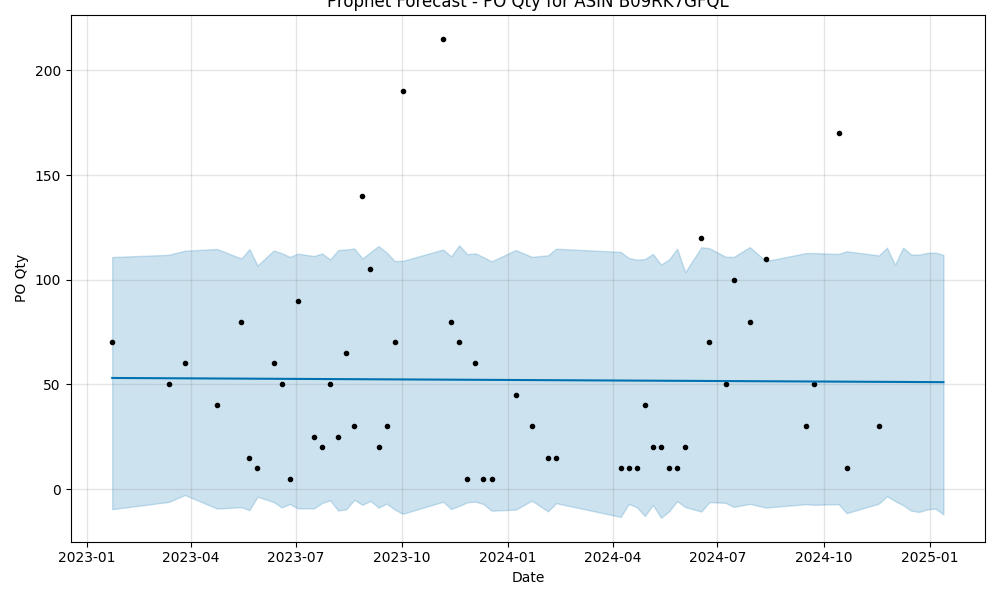 Prophet Forecast - PO Qty for ASIN B09RK7GFQL
200
150
100
50
0
PO Qty
2023-01 2023-04 2023-07 2023-10 2024-01 2024-04 2024-07 2024-10 2025-01
Date